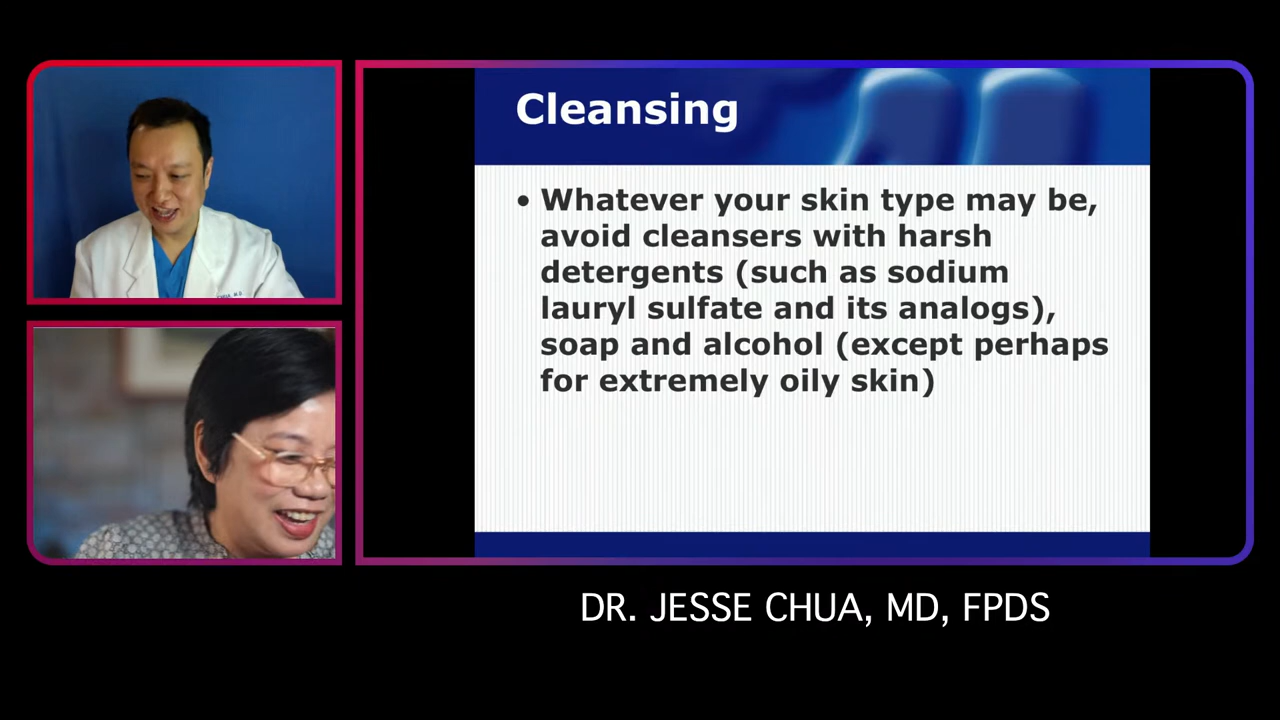 Cleansing
• Whatever your skin type may be,
avoid cleansers with harsh
detergents (such as sodium
lauryl sulfate and its analogs),
soap and alcohol (except perhaps
for extremely oily skin)
DR. JESSE CHUA, MD, FPDS